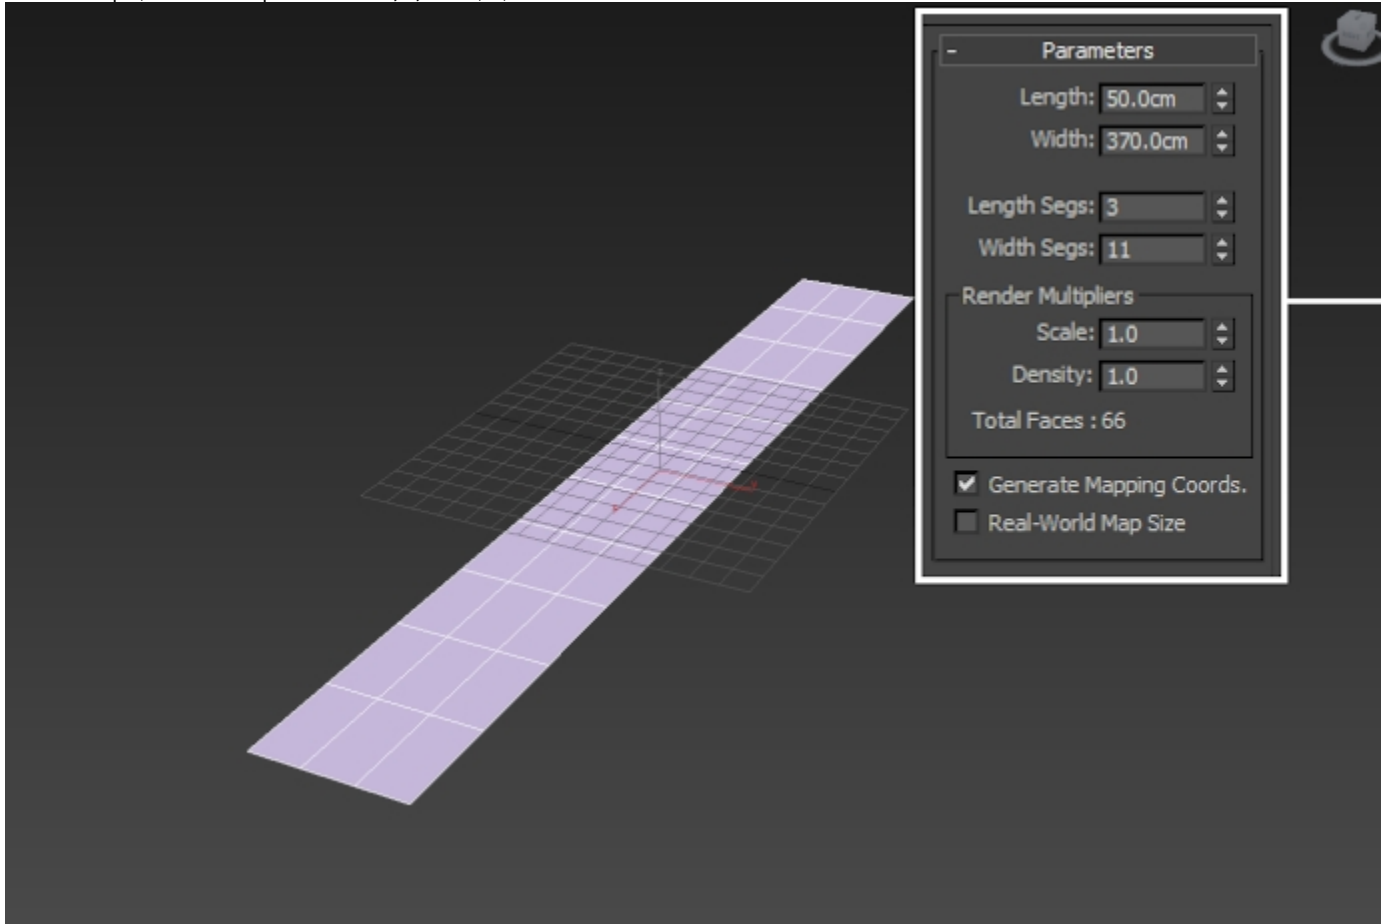 - Parameters
Length: 50.0cm
Width: 370.0cm
Length Segs: 3
Width Segs: 11
Render Multipliers
Scale: 1.0
Density: 1.0
Total Faces : 66
Generate Mapping Coords.
Real-World Map Size